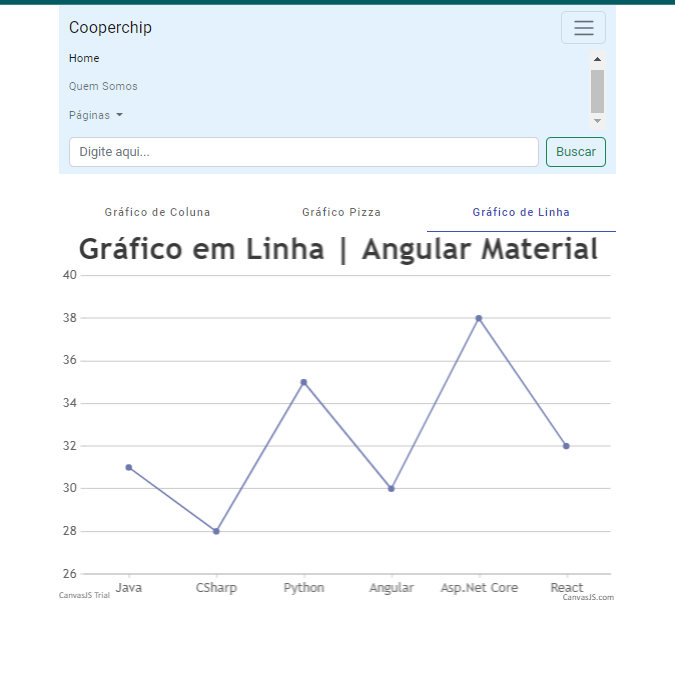 Cooperchip
Home
Quem Somos
Páginas
Digite aqui...
Buscar
Gráfico de Coluna
Gráfico Pizza
Gráfico de Linha
Gráfico em Linha | Angular Material
40
38
36
34
32
30
28
26
Java
CSharp
Python
Angular
Asp.Net Core
React
CanvasJS Trial
CanvasJS.com